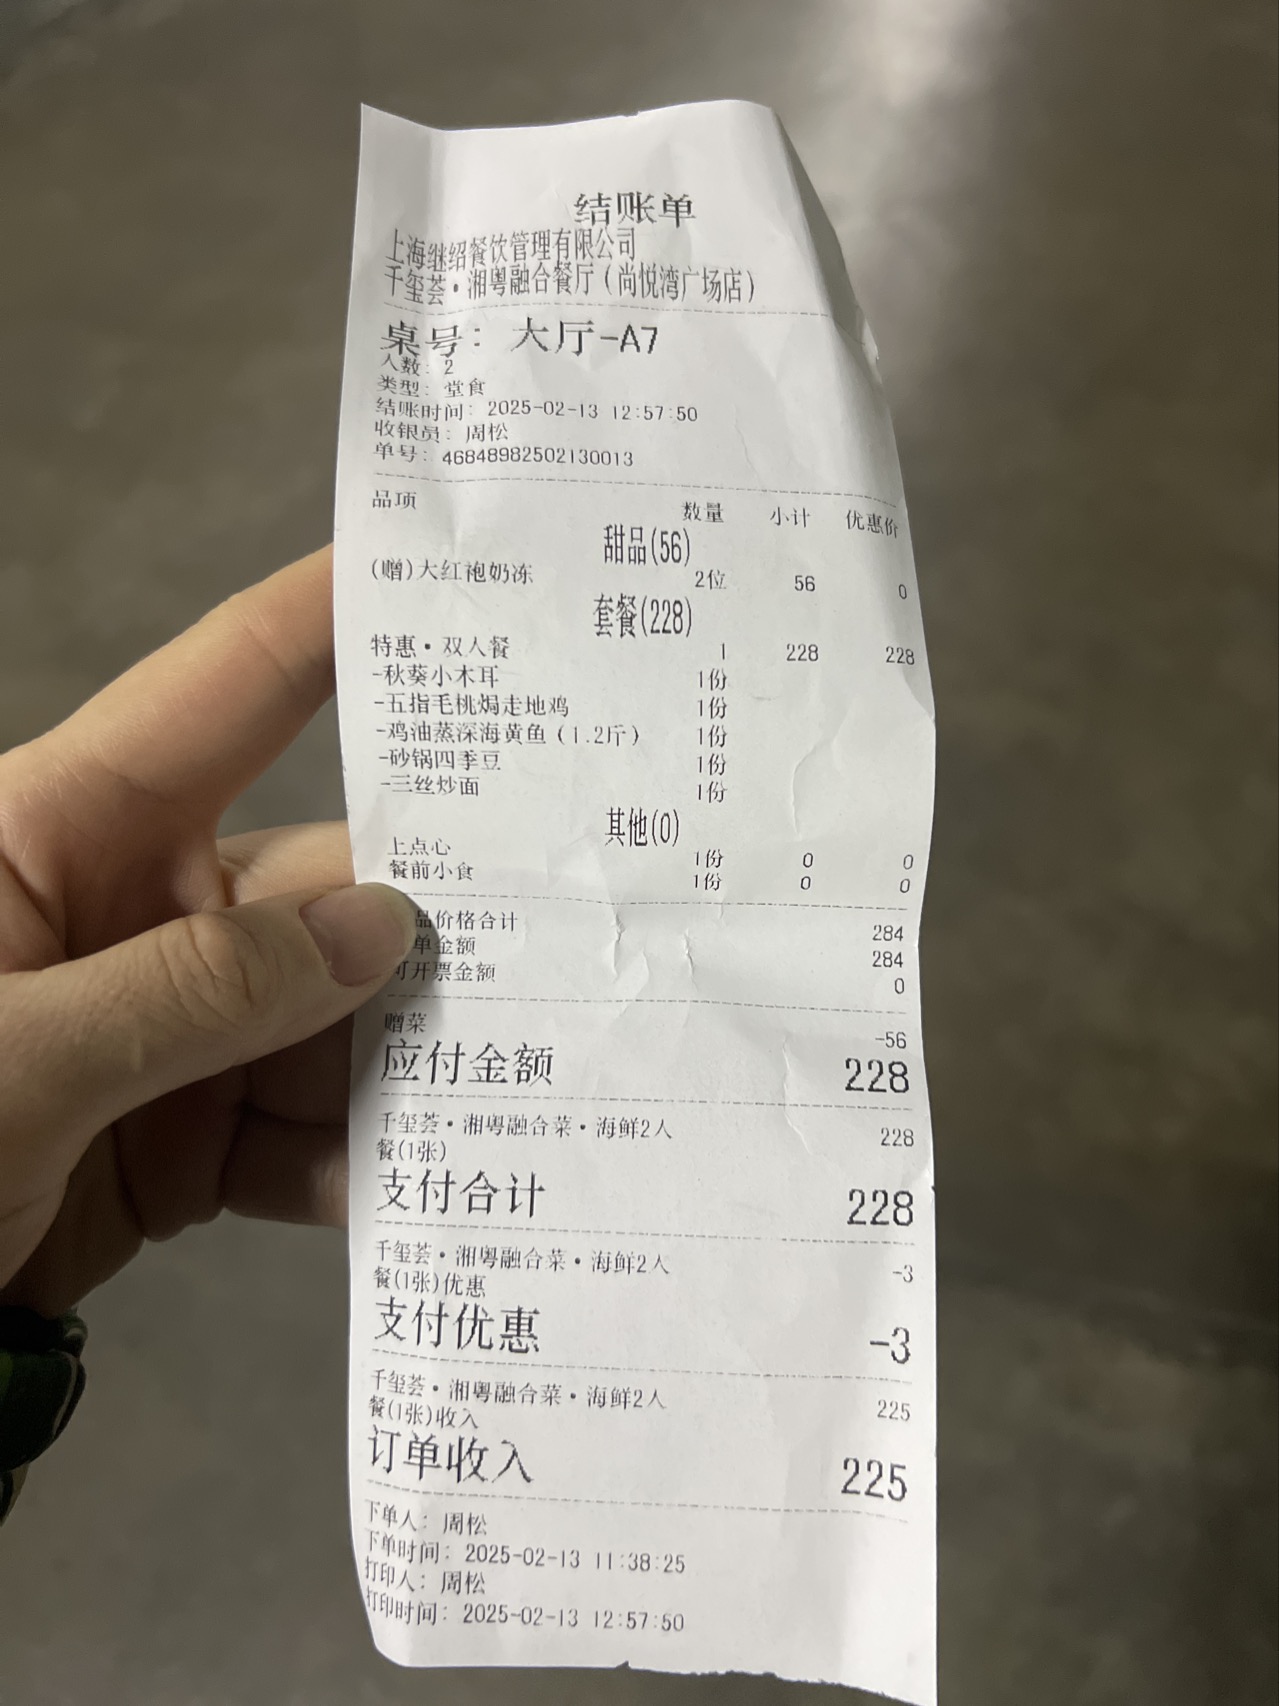 结账单
上海继绍餐饮管理有限公司
千玺荟·湘粤融合餐厅(尚悦湾广场店)
桌号: 大厅-A7
人数: 2
类型: 堂食
结账时间: 2025-02-13 12:57:50
收银员: 周松
单号: 46848982502130013
品项 数量 小计 优惠价
甜品(56)
(赠)大红袍奶冻 2位 56 0
套餐(228)
特惠·双人餐 1 228 228
-秋葵小木耳 1份
-五指毛桃焗走地鸡 1份
-鸡油蒸深海黄鱼(1.2斤) 1份
-砂锅四季豆 1份
-三丝炒面 1份
其他(0)
上点心 1份 0 0
餐前小食 1份 0 0
品价格合计 284
单金额 284
可开票金额 0
赠菜 -56
应付金额 228
千玺荟·湘粤融合菜·海鲜2人 228
餐(1张)
支付合计 228
千玺荟·湘粤融合菜·海鲜2人 -3
餐(1张)优惠
支付优惠 -3
千玺荟·湘粤融合菜·海鲜2人 225
餐(1张)收入
订单收入 225
下单人: 周松
下单时间: 2025-02-13 11:38:25
打印人: 周松
打印时间: 2025-02-13 12:57:50